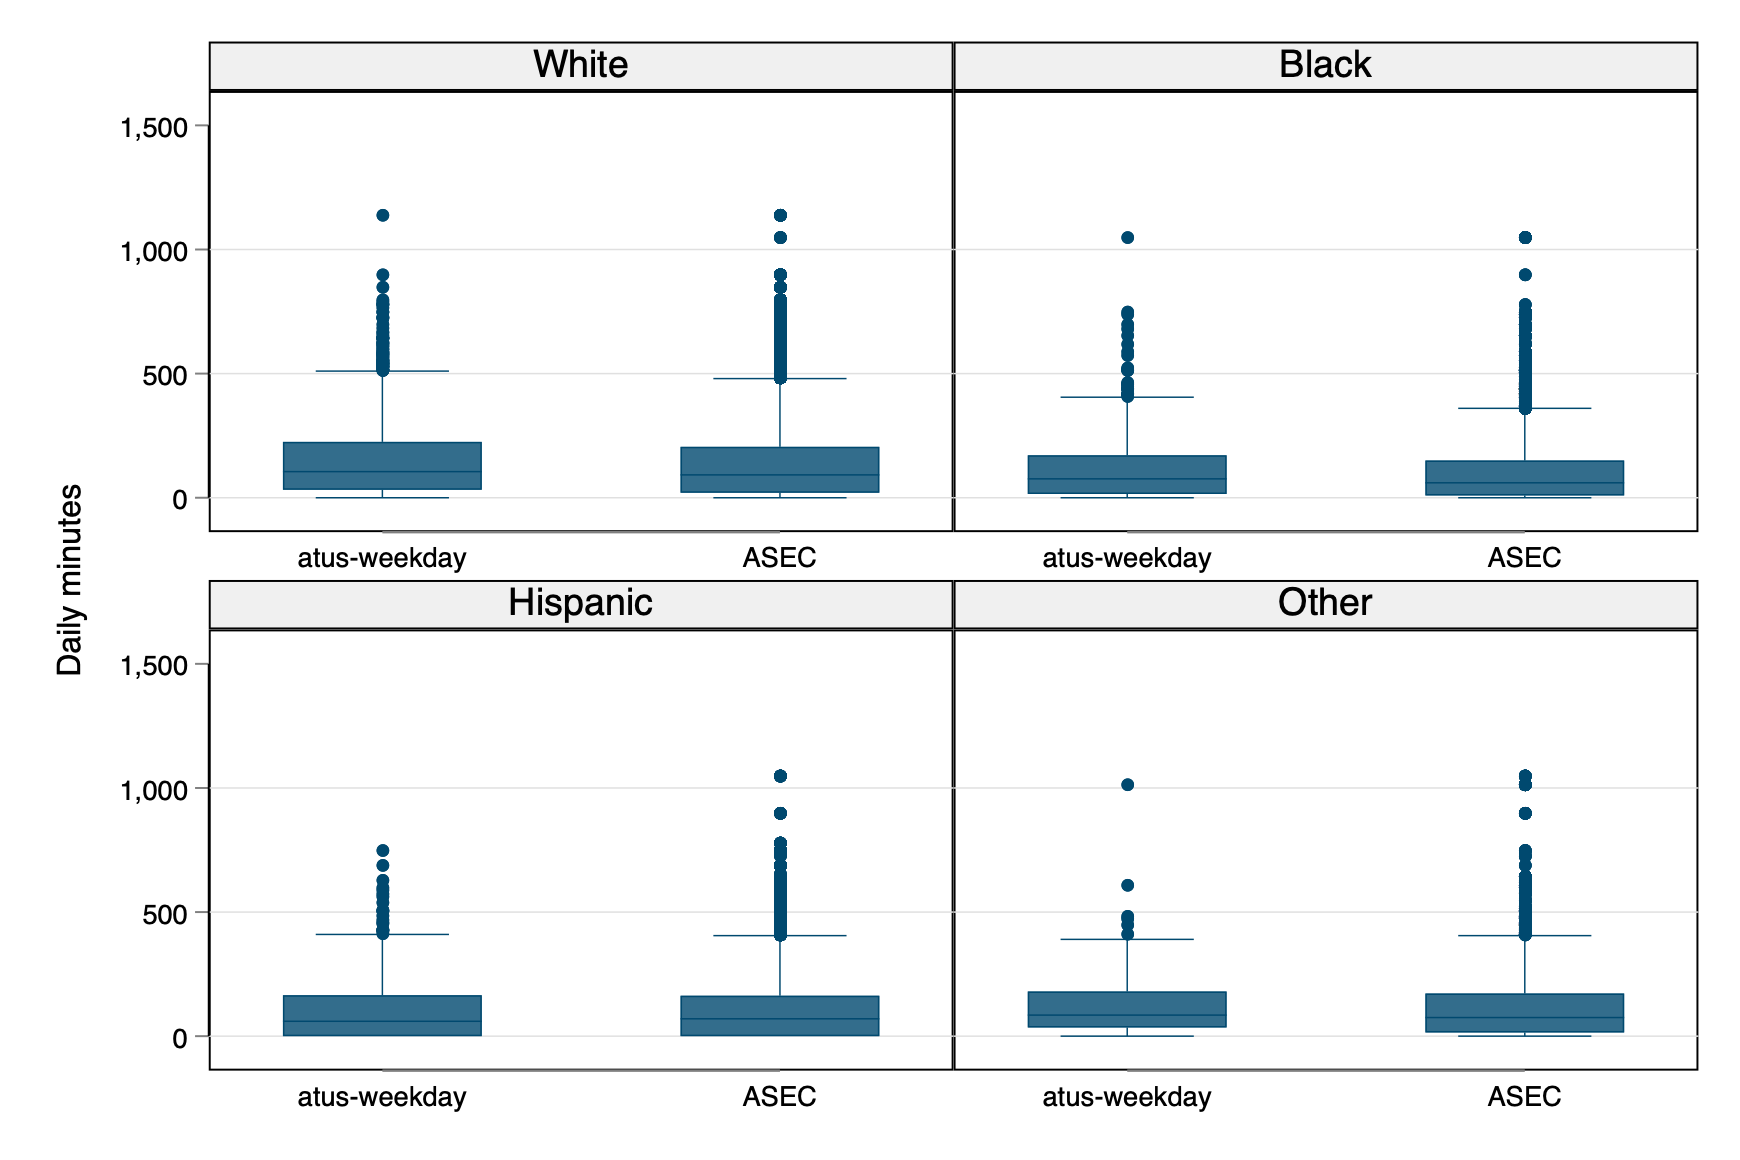 White
Black
1,500
1,000
500
0
atus-weekday
ASEC
atus-weekday
ASEC
Daily minutes
Hispanic
Other
1,500
1,000
500
0
atus-weekday
ASEC
atus-weekday
ASEC